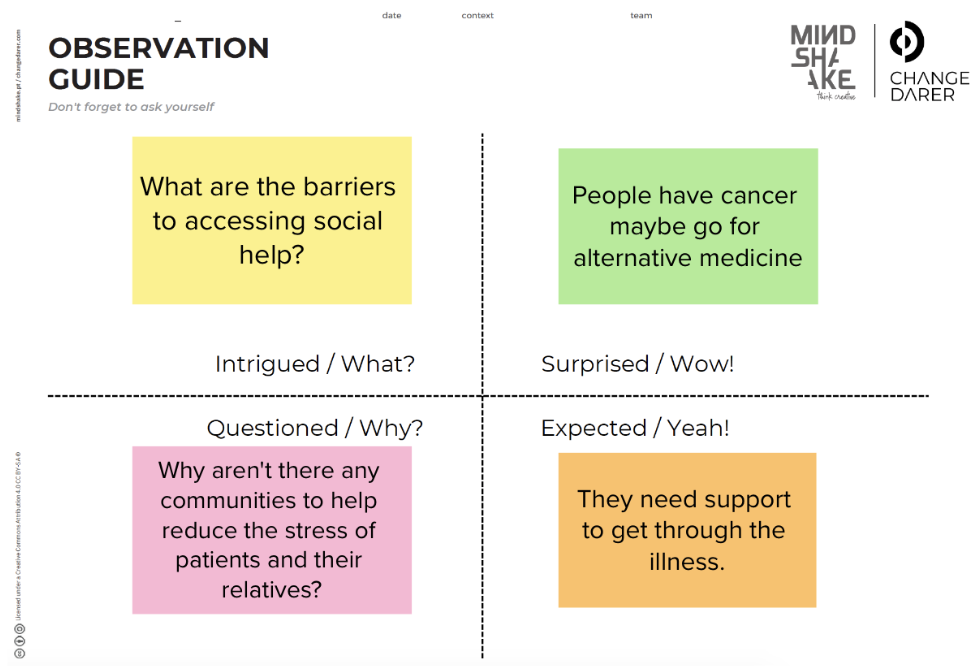 date
context
team
mindshake.pt / changedarer.com
OBSERVATION
GUIDE
Don't forget to ask yourself
MIND
SHA
AKE
think creative
CHANGE
DARER
What are the barriers
to accessing social
help?
People have cancer
maybe go for
alternative medicine
Intrigued / What?
Surprised / Wow!
Questioned / Why?
Expected / Yeah!
Why aren't there any
communities to help
reduce the stress of
patients and their
relatives?
They need support
to get through the
illness.
Licensed under a Creative Commons Attribution 4.0 CC BY-SA ©